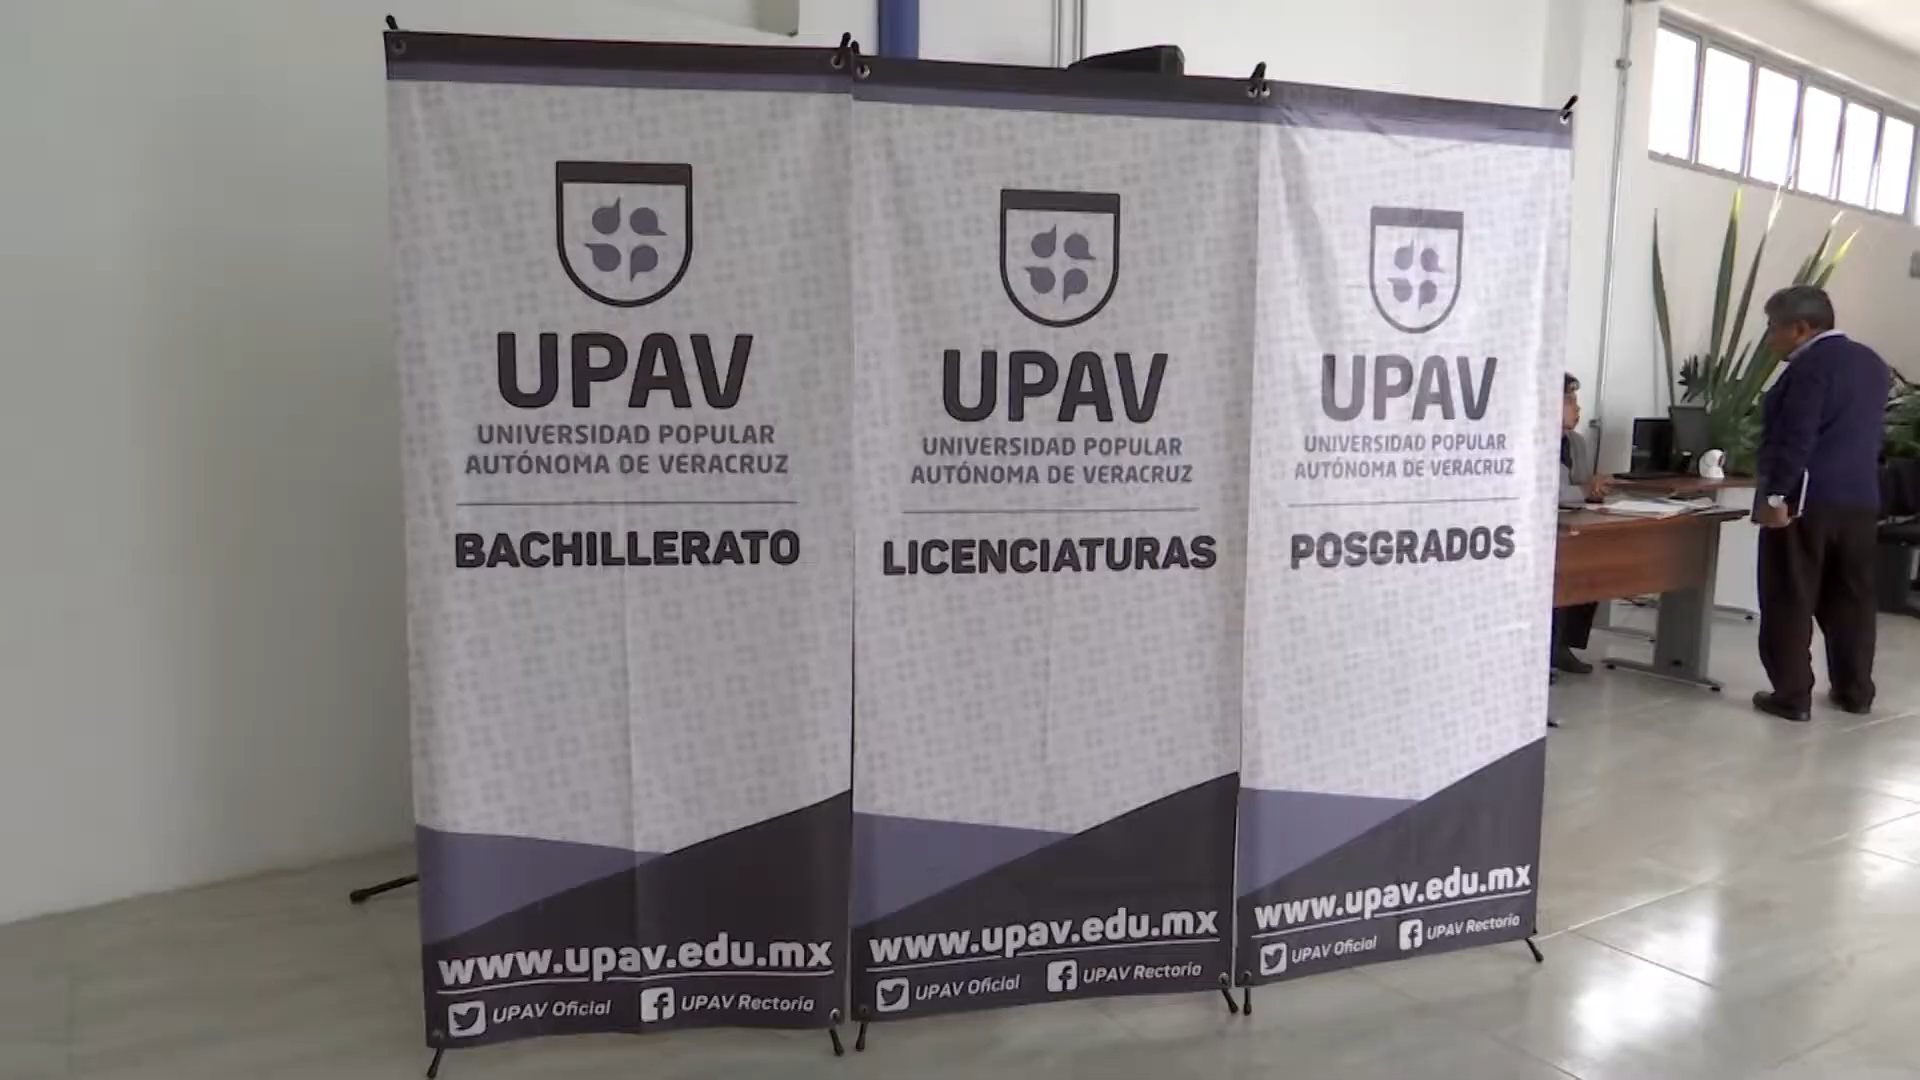 UPAV
UNIVERSIDAD POPULAR
AUTÓNOMA DE VERACRUZ
BACHILLERATO
www.upav.edu.mx
UPAV Oficial UPAV Rectoría
UPAV
UNIVERSIDAD POPULAR
AUTÓNOMA DE VERACRUZ
LICENCIATURAS
www.upav.edu.mx
UPAV Oficial UPAV Rectoría
UPAV
UNIVERSIDAD POPULAR
AUTÓNOMA DE VERACRUZ
POSGRADOS
www.upav.edu.mx
UPAV Oficial UPAV Rectoría